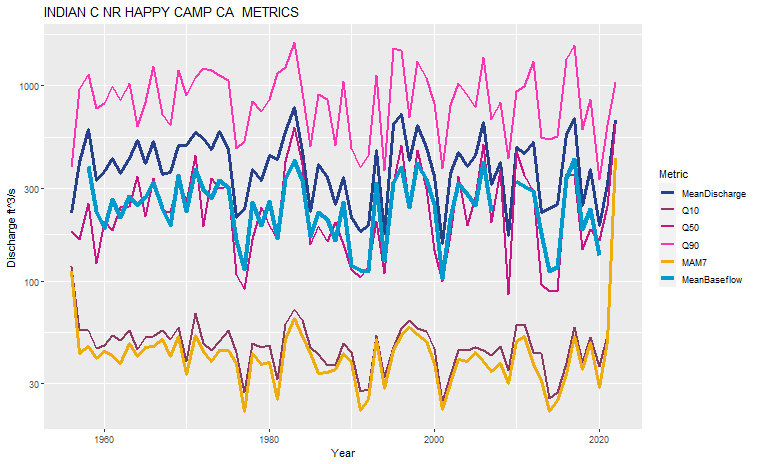 INDIAN C NR HAPPY CAMP CA  METRICS
Discharge ft^3/s
1000
300
100
30
1960
1980
2000
2020
Year
Metric
MeanDischarge
Q10
Q50
Q90
MAM7
MeanBaseflow